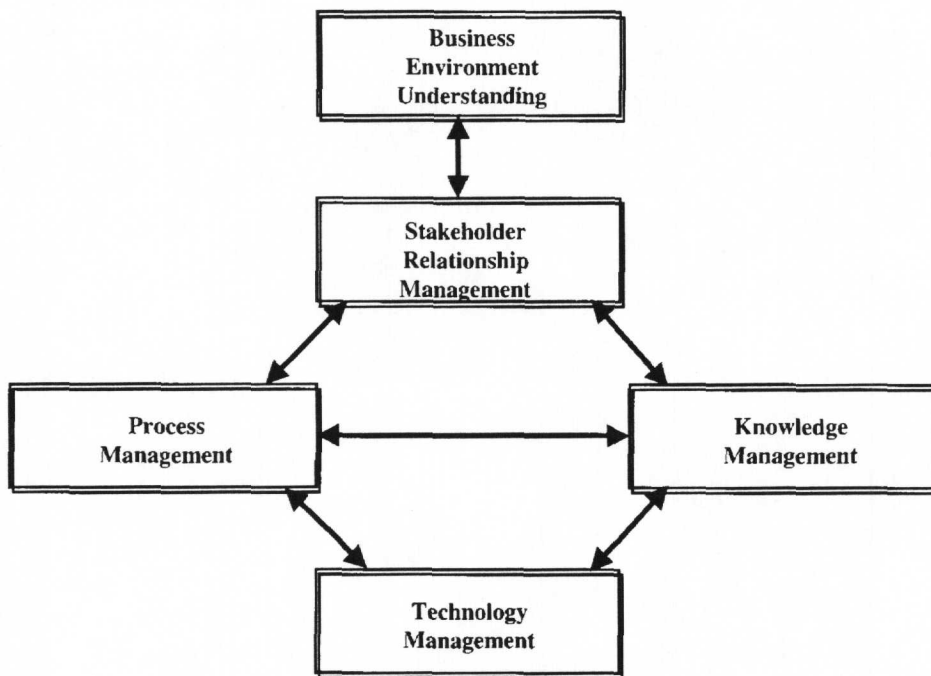 Business
Environment
Understanding
Stakeholder
Relationship
Management
Process
Management
Knowledge
Management
Technology
Management